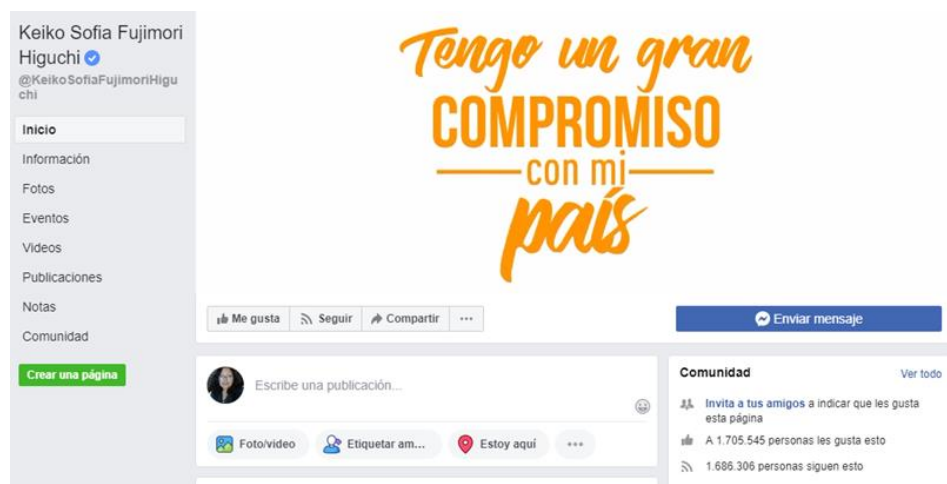 Keiko Sofia Fujimori
Higuchi
@KeikoSofiaFujimoriHigu
chi
Inicio
Información
Fotos
Eventos
Videos
Publicaciones
Notas
Comunidad
Crear una página
Tengo un gran
COMPROMISO
con mi
país
Me gusta
Seguir
Compartir
...
Enviar mensaje
Escribe una publicación...
Foto/video
Etiquetar am...
Estoy aquí
...
Comunidad
Ver todo
Invita a tus amigos a indicar que les gusta
esta página
A 1.705.545 personas les gusta esto
1.686.306 personas siguen esto